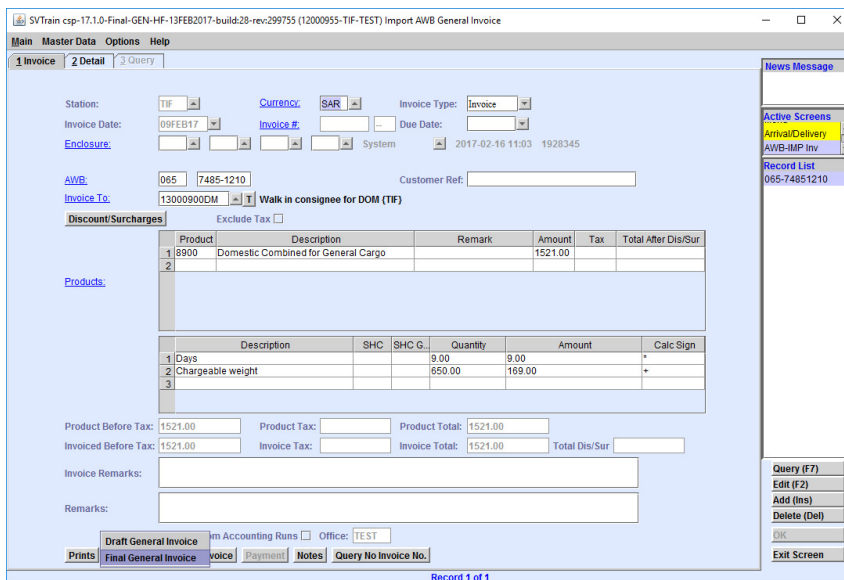 SVTrain csp-17.1.0-Final-GEN-HF-13FEB2017-build:28-rev:299755 (12000955-TIF-TEST) Import AWB General Invoice
Main Master Data Options Help
1 Invoice 2 Detail 3 Query
News Message
Station: TIF Currency: SAR Invoice Type: Invoice
Invoice Date: 09FEB17 Invoice #: -- Due Date:
Enclosure: System 2017-02-16 11:03 1928345
Active Screens
Arrival/Delivery
AWB-IMP Inv
Record List
065-74851210
AWB: 065 7485-1210 Customer Ref:
Invoice To: 13000900DM T Walk in consignee for DOM (TIF)
Discount/Surcharges Exclude Tax
Product Description Remark Amount Tax Total After Dis/Sur
1 8900 Domestic Combined for General Cargo 1521.00
2
Products:
Description SHC SHC G... Quantity Amount Calc Sign
1 Days 9.00 9.00 *
2 Chargeable weight 650.00 169.00 +
3
Product Before Tax: 1521.00 Product Tax: Product Total: 1521.00
Invoiced Before Tax: 1521.00 Invoice Tax: Invoice Total: 1521.00 Total Dis/Sur
Invoice Remarks:
Remarks:
Query (F7)
Edit (F2)
Add (Ins)
Delete (Del)
OK
Exit Screen
Accounting Runs Office: TEST
Draft General Invoice
Final General Invoice
Prints Payment Notes Query No Invoice No.
Record 1 of 1